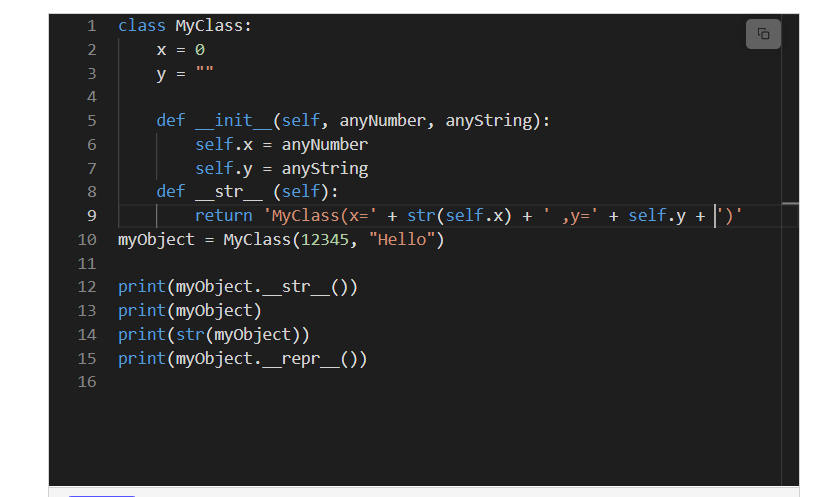 1 class MyClass:
2     x = 0
3     y = ""
4
5     def __init__(self, anyNumber, anyString):
6         self.x = anyNumber
7         self.y = anyString
8     def __str__ (self):
9         return 'MyClass(x=' + str(self.x) + ' ,y=' + self.y + ')'
10 myObject = MyClass(12345, "Hello")
11
12 print(myObject.__str__())
13 print(myObject)
14 print(str(myObject))
15 print(myObject.__repr__())
16